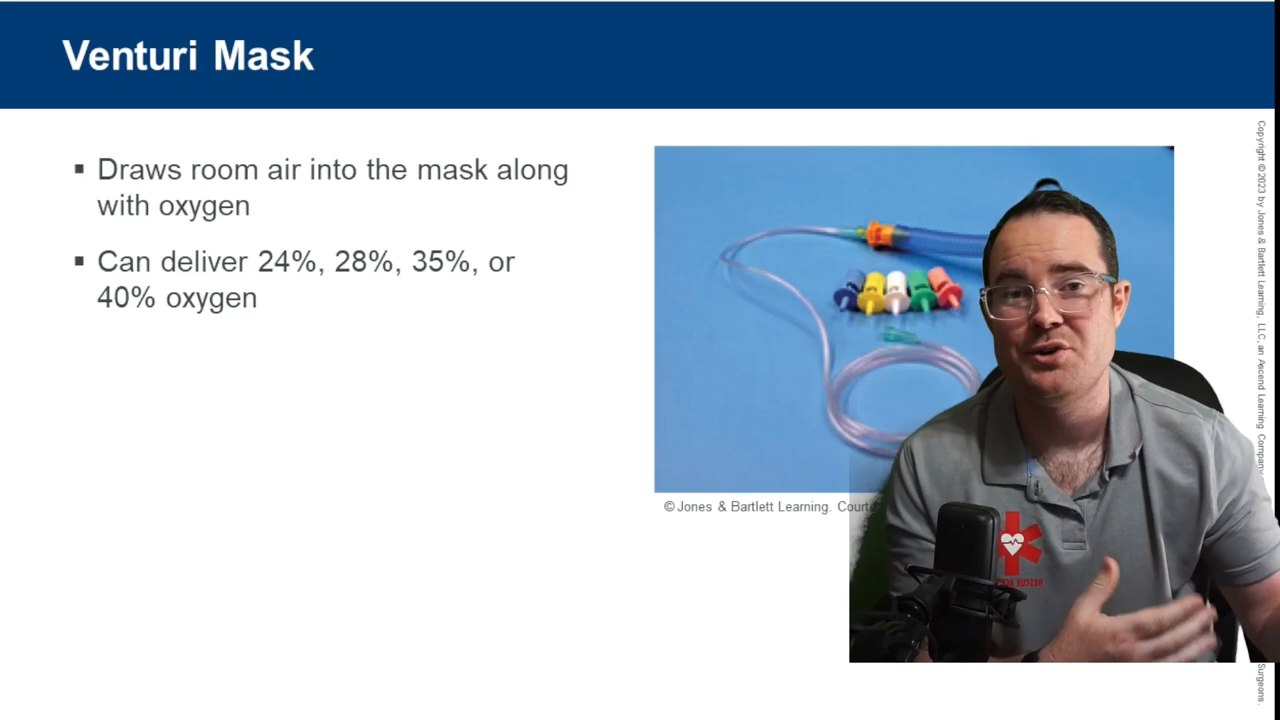 Venturi Mask
▪ Draws room air into the mask along
with oxygen
▪ Can deliver 24%, 28%, 35%, or
40% oxygen
© Jones & Bartlett Learning.
Copyright © 2023 by Jones & Bartlett Learning, LLC, an Ascend Learning Company
Surgeons.